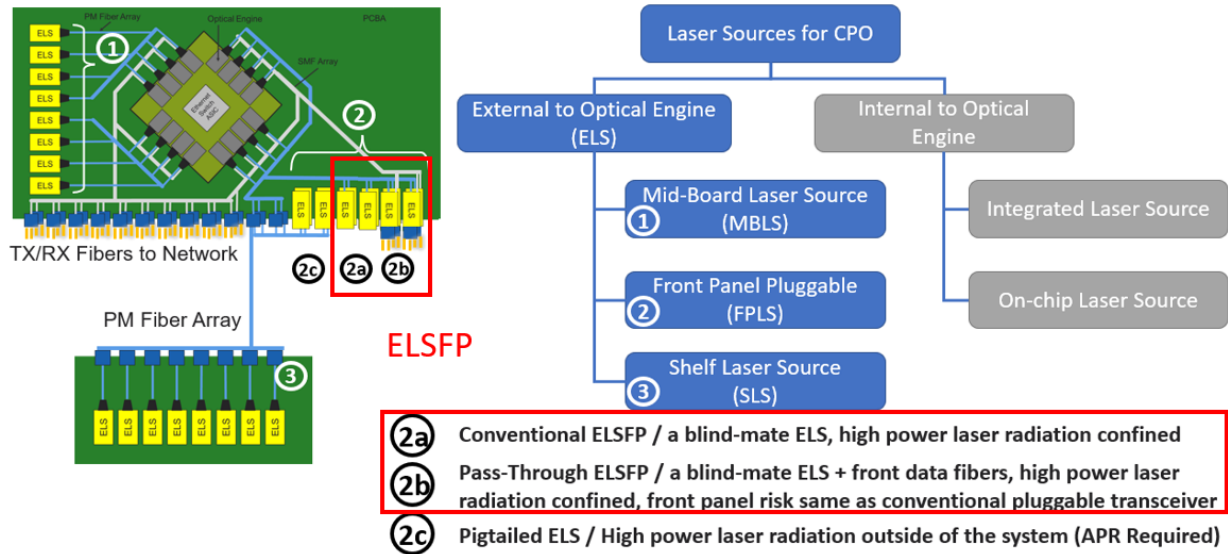 PM Fiber Array
Optical Engine
PCBA
ELS
ELS
ELS
ELS
ELS
ELS
ELS
ELS
1
SMF Array
Ethernet
Switch
ASIC
2
ELS
ELS
ELS
ELS
ELS
ELS
TX/RX Fibers to Network
2c
2a
2b
PM Fiber Array
ELSFP
3
ELS
ELS
ELS
ELS
ELS
ELS
ELS
ELS
Laser Sources for CPO
External to Optical Engine
(ELS)
Internal to Optical
Engine
Mid-Board Laser Source
1
(MBLS)
Integrated Laser Source
Front Panel Pluggable
2
(FPLS)
On-chip Laser Source
Shelf Laser Source
3
(SLS)
2a Conventional ELSFP / a blind-mate ELS, high power laser radiation confined
2b Pass-Through ELSFP / a blind-mate ELS + front data fibers, high power laser
radiation confined, front panel risk same as conventional pluggable transceiver
2c Pigtailed ELS / High power laser radiation outside of the system (APR Required)